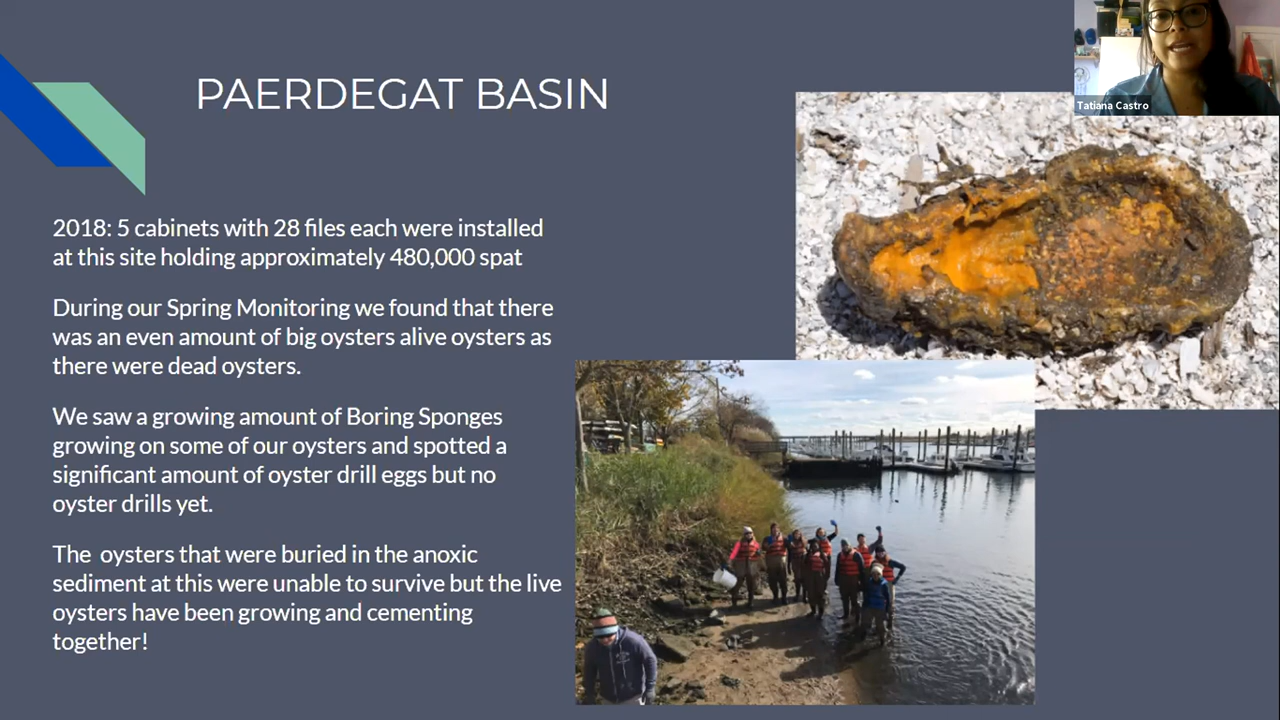 PAERDEGAT BASIN
Tatiana Castro
2018: 5 cabinets with 28 files each were installed
at this site holding approximately 480,000 spat
During our Spring Monitoring we found that there
was an even amount of big oysters alive oysters as
there were dead oysters.
We saw a growing amount of Boring Sponges
growing on some of our oysters and spotted a
significant amount of oyster drill eggs but no
oyster drills yet.
The oysters that were buried in the anoxic
sediment at this were unable to survive but the live
oysters have been growing and cementing
together!